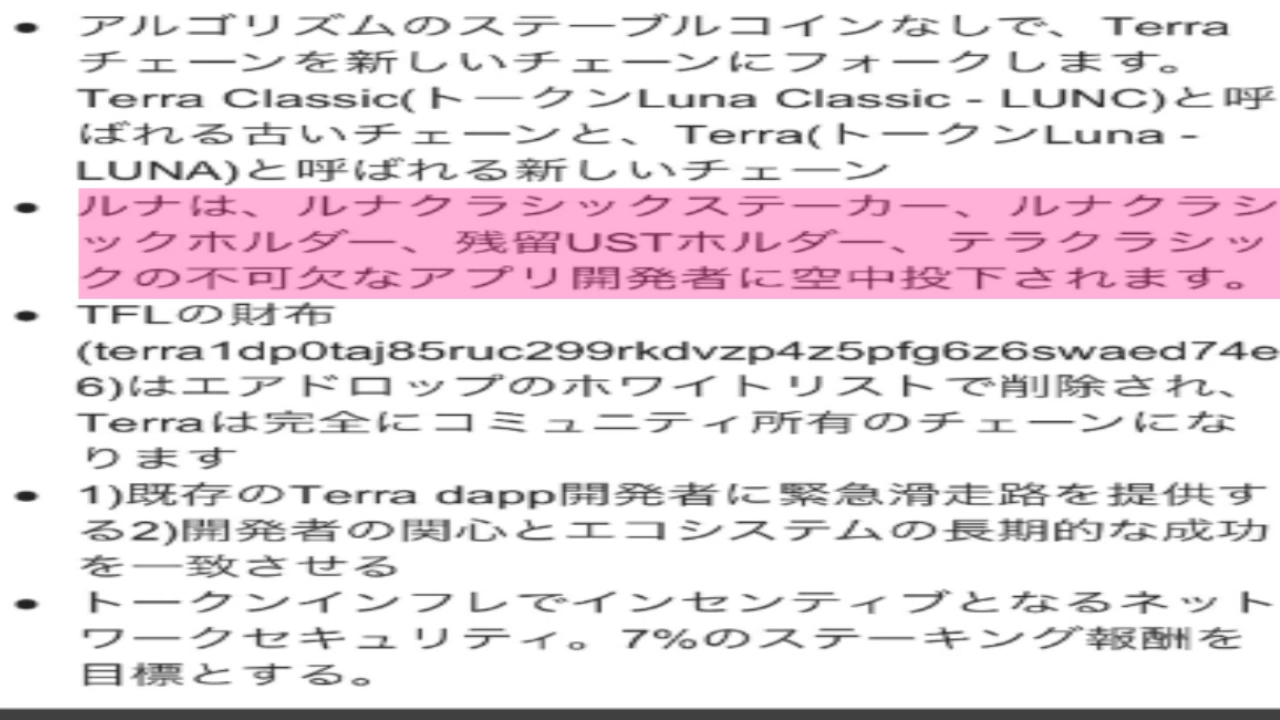 • アルゴリズムのステーブルコインなしで、Terra
チェーンを新しいチェーンにフォークします。
Terra Classic(トークンLuna Classic - LUNC)と呼
ばれる古いチェーンと、Terra(トークンLuna -
LUNA)と呼ばれる新しいチェーン
• ルナは、ルナクラシックステーカー、ルナクラシ
ックホルダー、残留USTホルダー、テラクラシッ
クの不可欠なアプリ開発者に空中投下されます。
• TFLの財布
(terra1dp0taj85ruc299rkdvzp4z5pfg6z6swaed74e
6)はエアドロップのホワイトリストで削除され、
Terraは完全にコミュニティ所有のチェーンにな
ります
• 1)既存のTerra dapp開発者に緊急滑走路を提供す
る2)開発者の関心とエコシステムの長期的な成功
を一致させる
• トークンインフレでインセンティブとなるネット
ワークセキュリティ。7%のステーキング報酬を
目標とする。